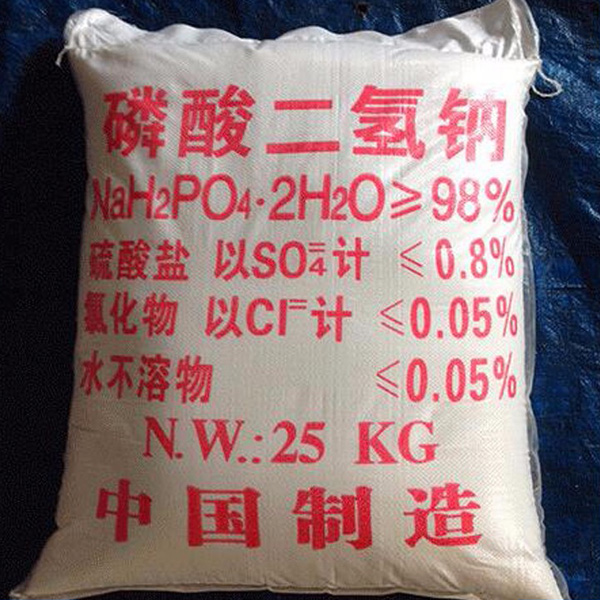 磷酸二氢钠
NaH₂PO₄·2H₂O≥98%
硫酸盐 以SO₄⁼计 ≤0.8%
氯化物 以Cl⁼计 ≤0.05%
水不溶物 ≤0.05%
N.W.:25 KG
中国制造